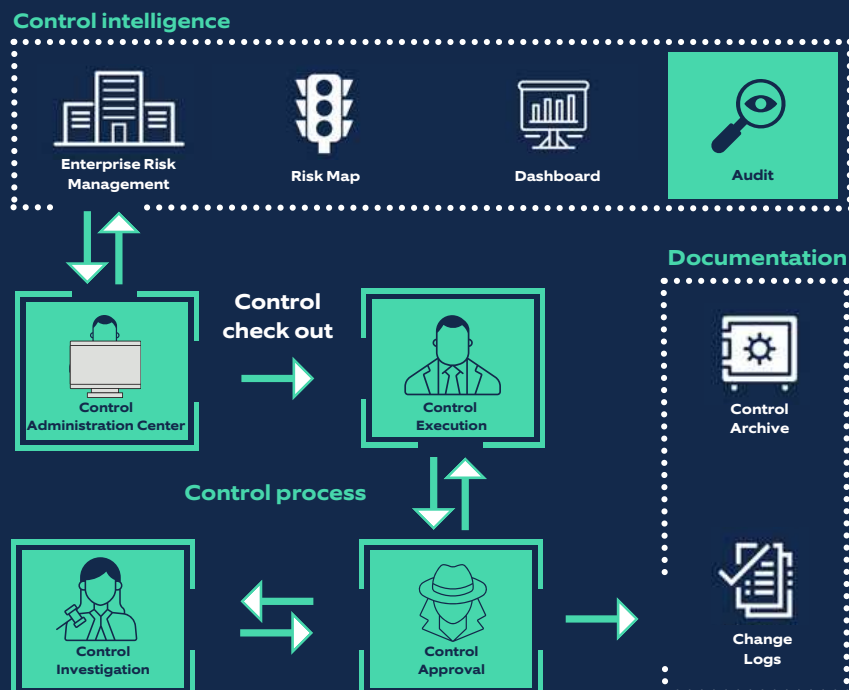 Control intelligence
Enterprise Risk
Management
Risk Map
Dashboard
Audit
Documentation
Control
check out
Control
Administration Center
Control
Execution
Control
Archive
Control process
Control
Investigation
Control
Approval
Change
Logs